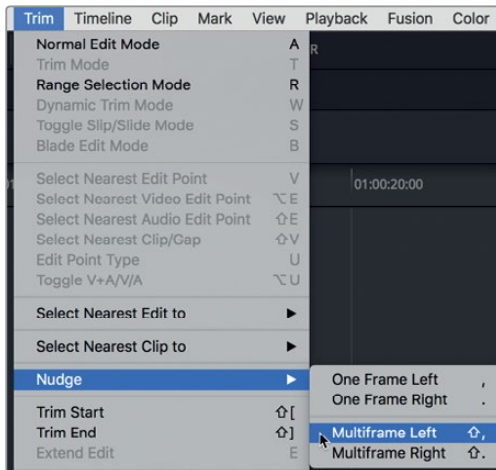 Trim Timeline Clip Mark View Playback Fusion Color
Normal Edit Mode A
R
Trim Mode T
Range Selection Mode R
Dynamic Trim Mode W
Toggle Slip/Slide Mode S
Blade Edit Mode B
Select Nearest Edit Point V
01:00:20:00
Select Nearest Video Edit Point ⌥E
Select Nearest Audio Edit Point ⇧E
Select Nearest Clip/Gap ⇧V
Edit Point Type U
Toggle V+A/V/A ⌥U
Select Nearest Edit to ▶
Select Nearest Clip to ▶
Nudge ▶
One Frame Left ,
One Frame Right .
Trim Start ⇧[
Trim End ⇧]
Extend Edit E
Multiframe Left ⇧,
Multiframe Right ⇧.